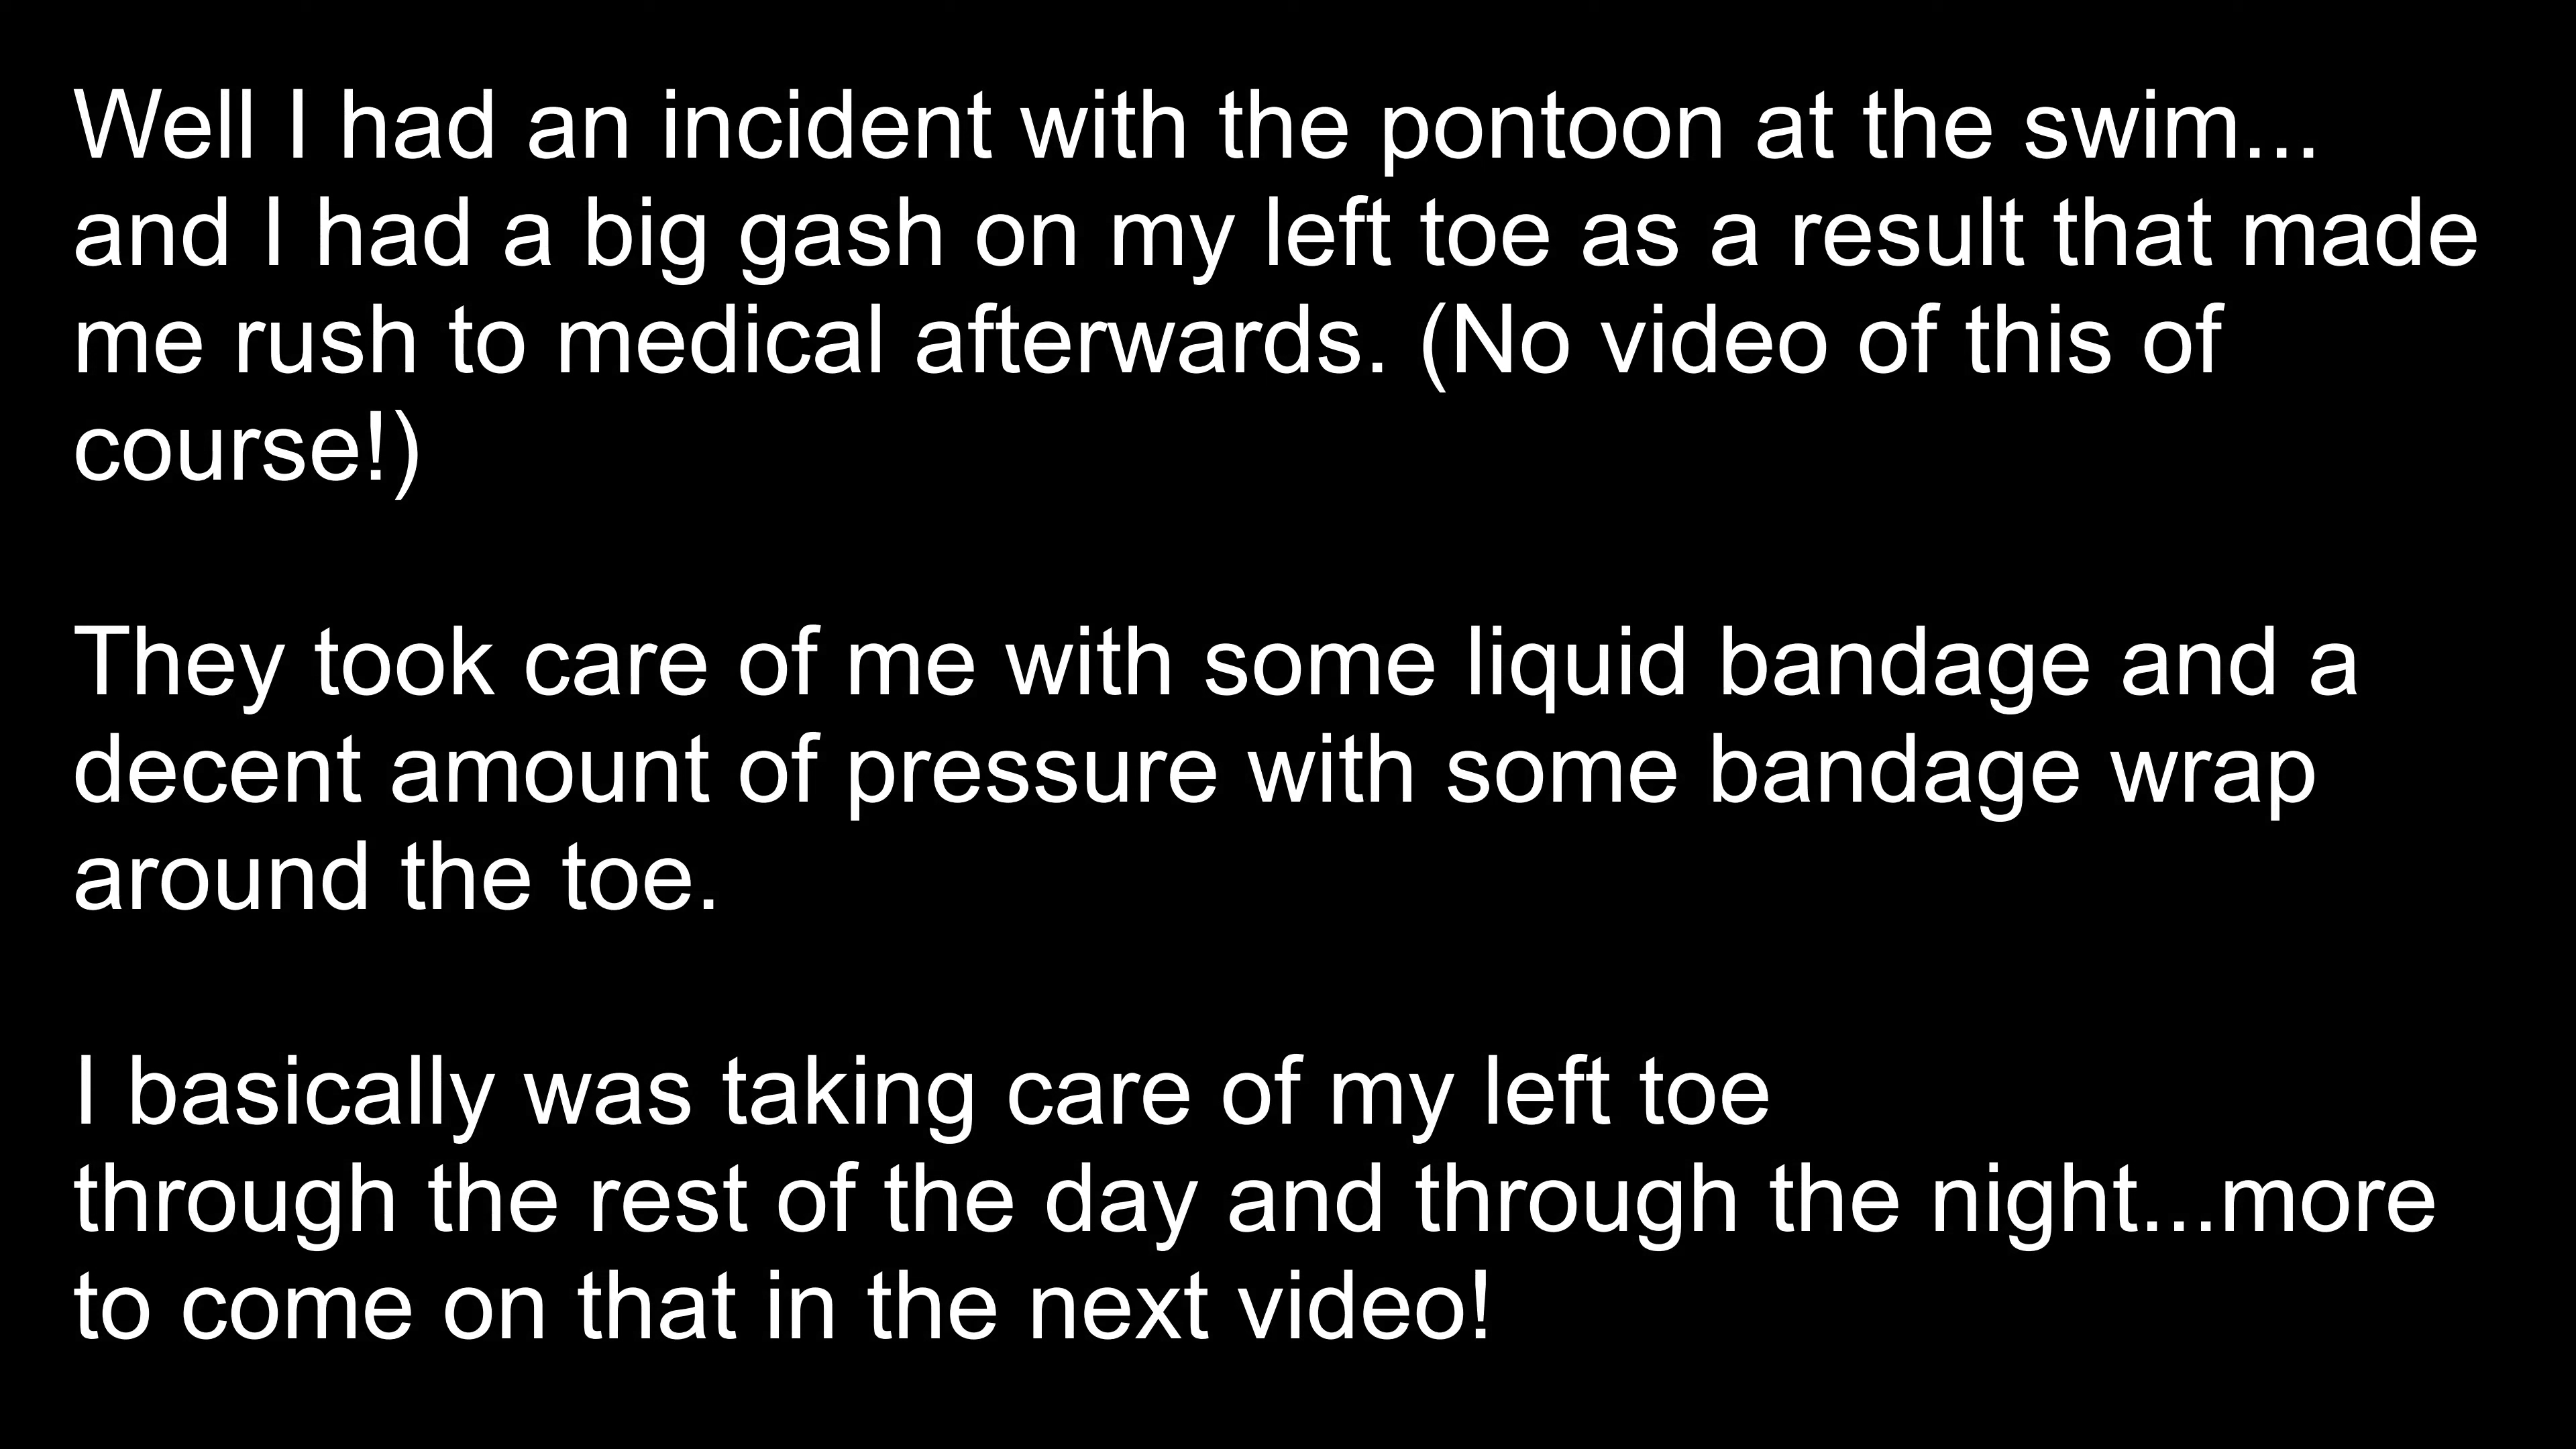 Well I had an incident with the pontoon at the swim...
and I had a big gash on my left toe as a result that made
me rush to medical afterwards. (No video of this of
course!)
They took care of me with some liquid bandage and a
decent amount of pressure with some bandage wrap
around the toe.
I basically was taking care of my left toe
through the rest of the day and through the night...more
to come on that in the next video!